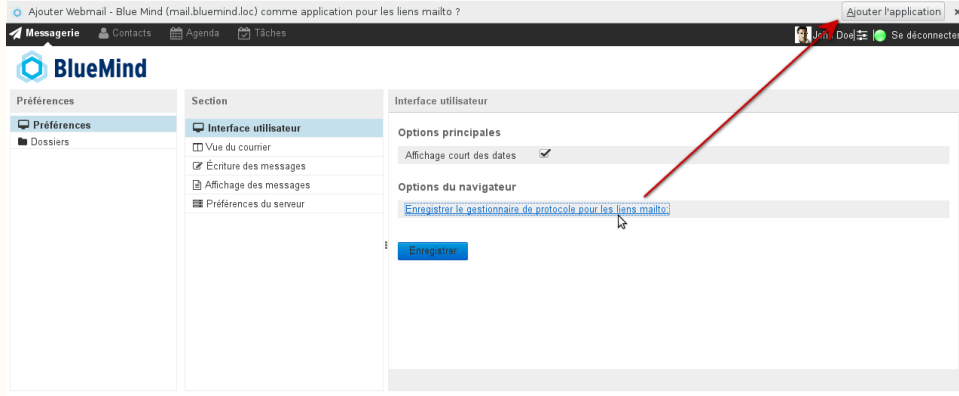 Ajouter Webmail - Blue Mind (mail.bluemind.loc) comme application pour les liens mailto ? Ajouter l'application x
Messagerie Contacts Agenda Tâches John Doe Se déconnecter
BlueMind
Préférences Section Interface utilisateur
Préférences
Dossiers
Interface utilisateur
Vue du courrier
Écriture des messages
Affichage des messages
Préférences du serveur
Options principales
Affichage court des dates
Options du navigateur
Enregistrer le gestionnaire de protocole pour les liens mailto:
Enregistrer